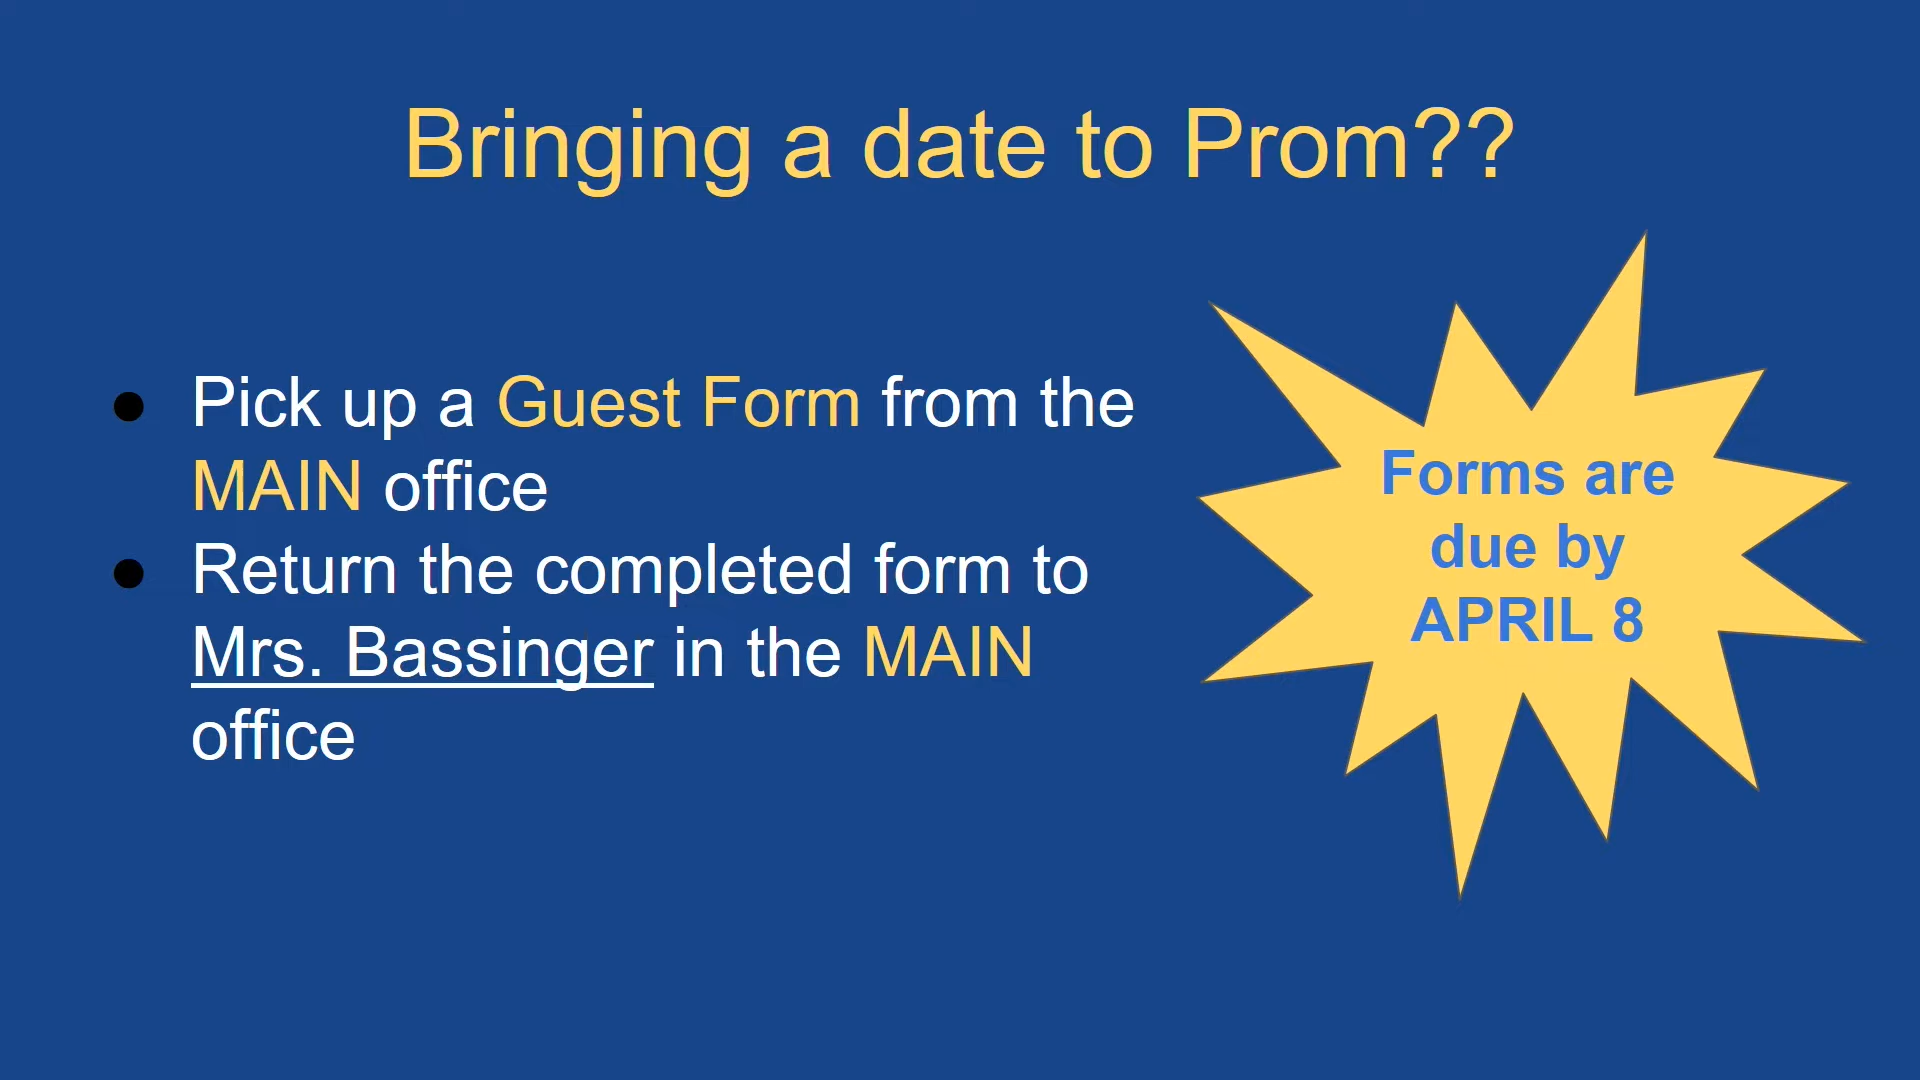 Bringing a date to Prom??
● Pick up a Guest Form from the
MAIN office
● Return the completed form to
Mrs. Bassinger in the MAIN
office
Forms are
due by
APRIL 8